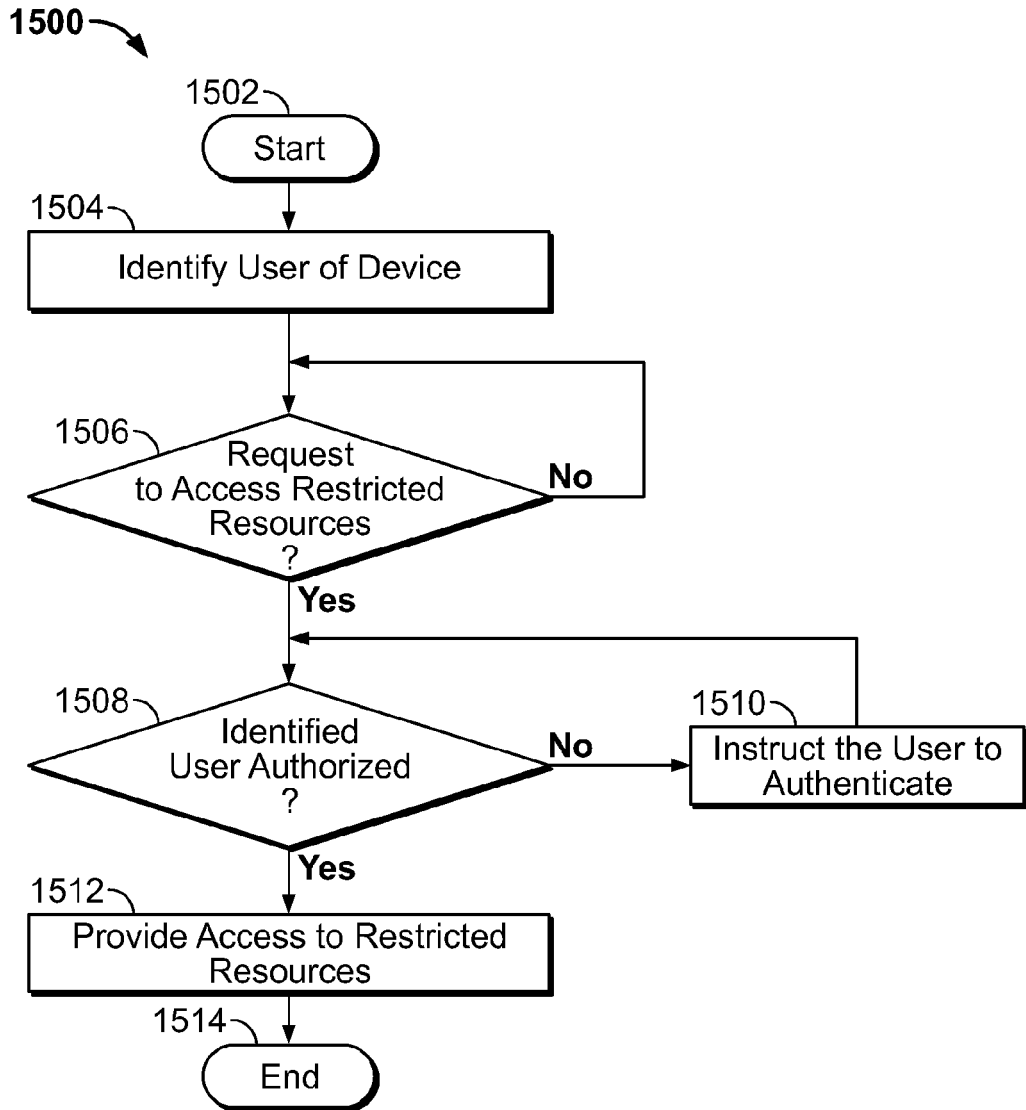 1500
1502
Start
1504
Identify User of Device
1506
Request
to Access Restricted
Resources
?
No
Yes
1508
Identified
User Authorized
?
No
1510
Instruct the User to
Authenticate
Yes
1512
Provide Access to Restricted
Resources
1514
End